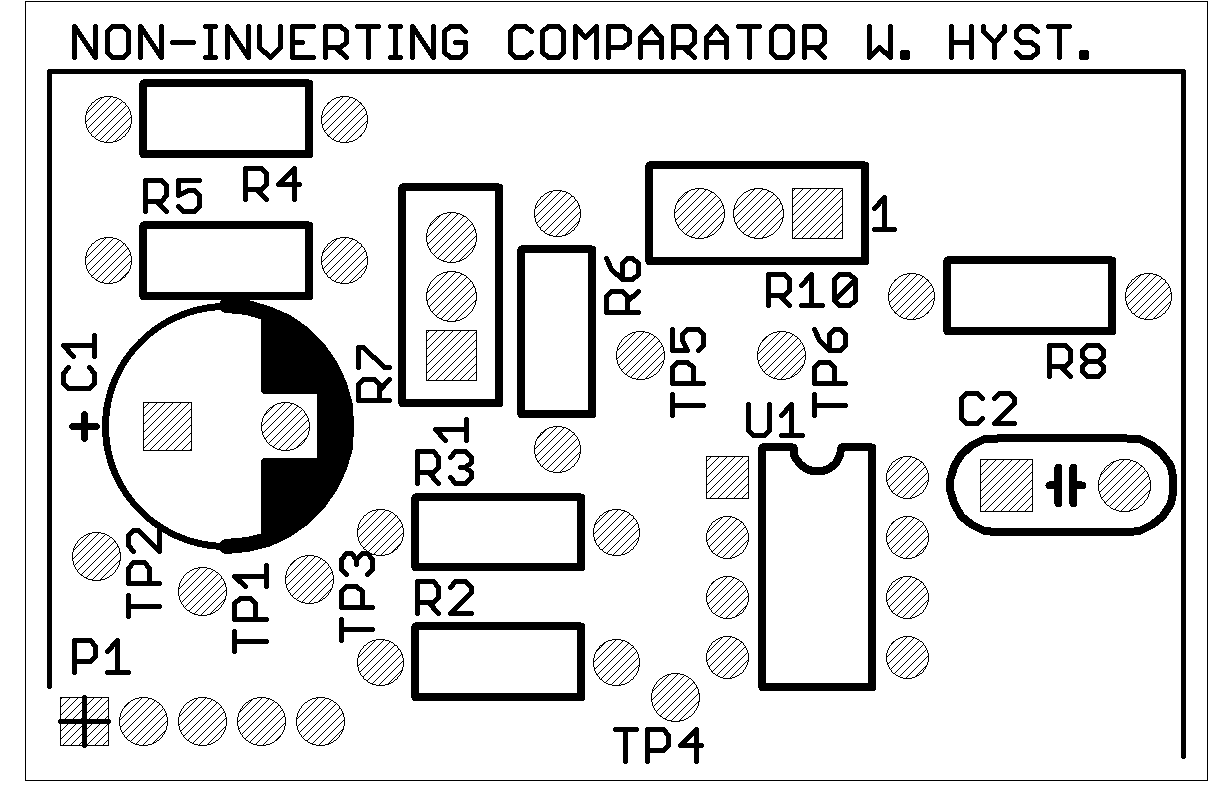 NON-INVERTING COMPARATOR W. HYST.
R4
R5
1
R6
R10
C1
+
R7
TP5
TP6
R8
1
U1
C2
R3
TP2
TP1
TP3
R2
P1
TP4